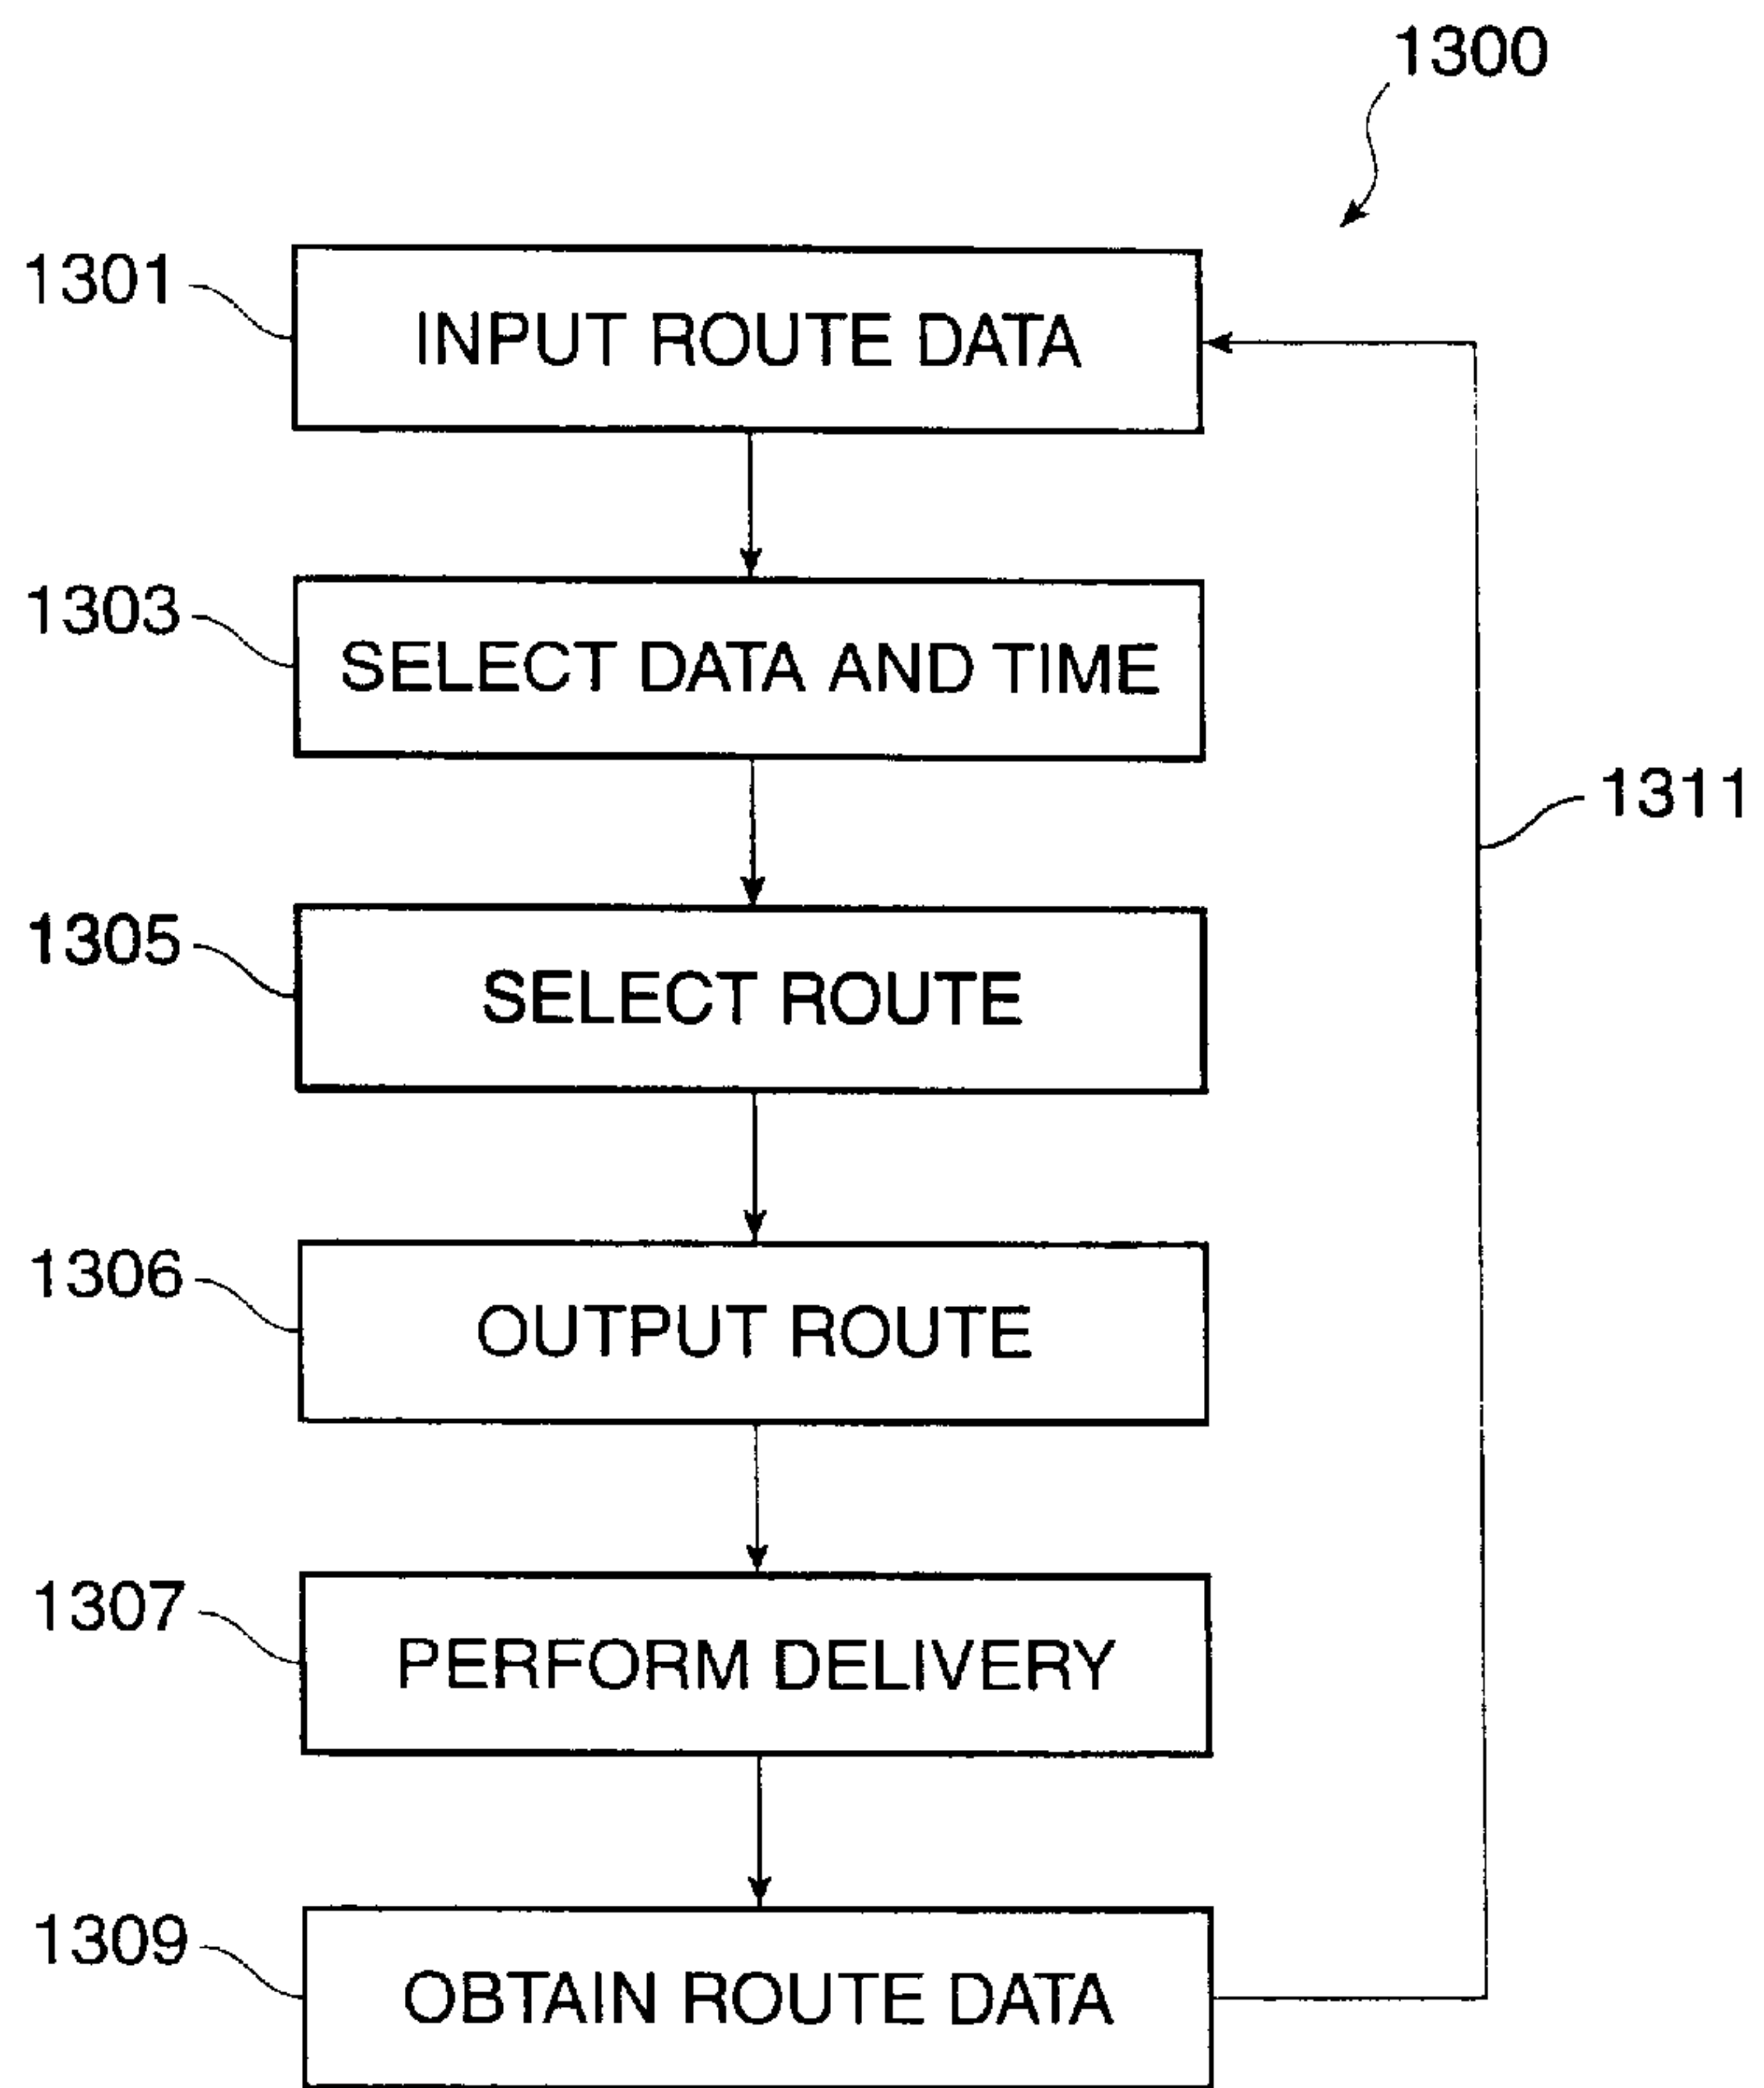 1300
1301
INPUT ROUTE DATA
1303
SELECT DATA AND TIME
1311
1305
SELECT ROUTE
1306
OUTPUT ROUTE
1307
PERFORM DELIVERY
1309
OBTAIN ROUTE DATA